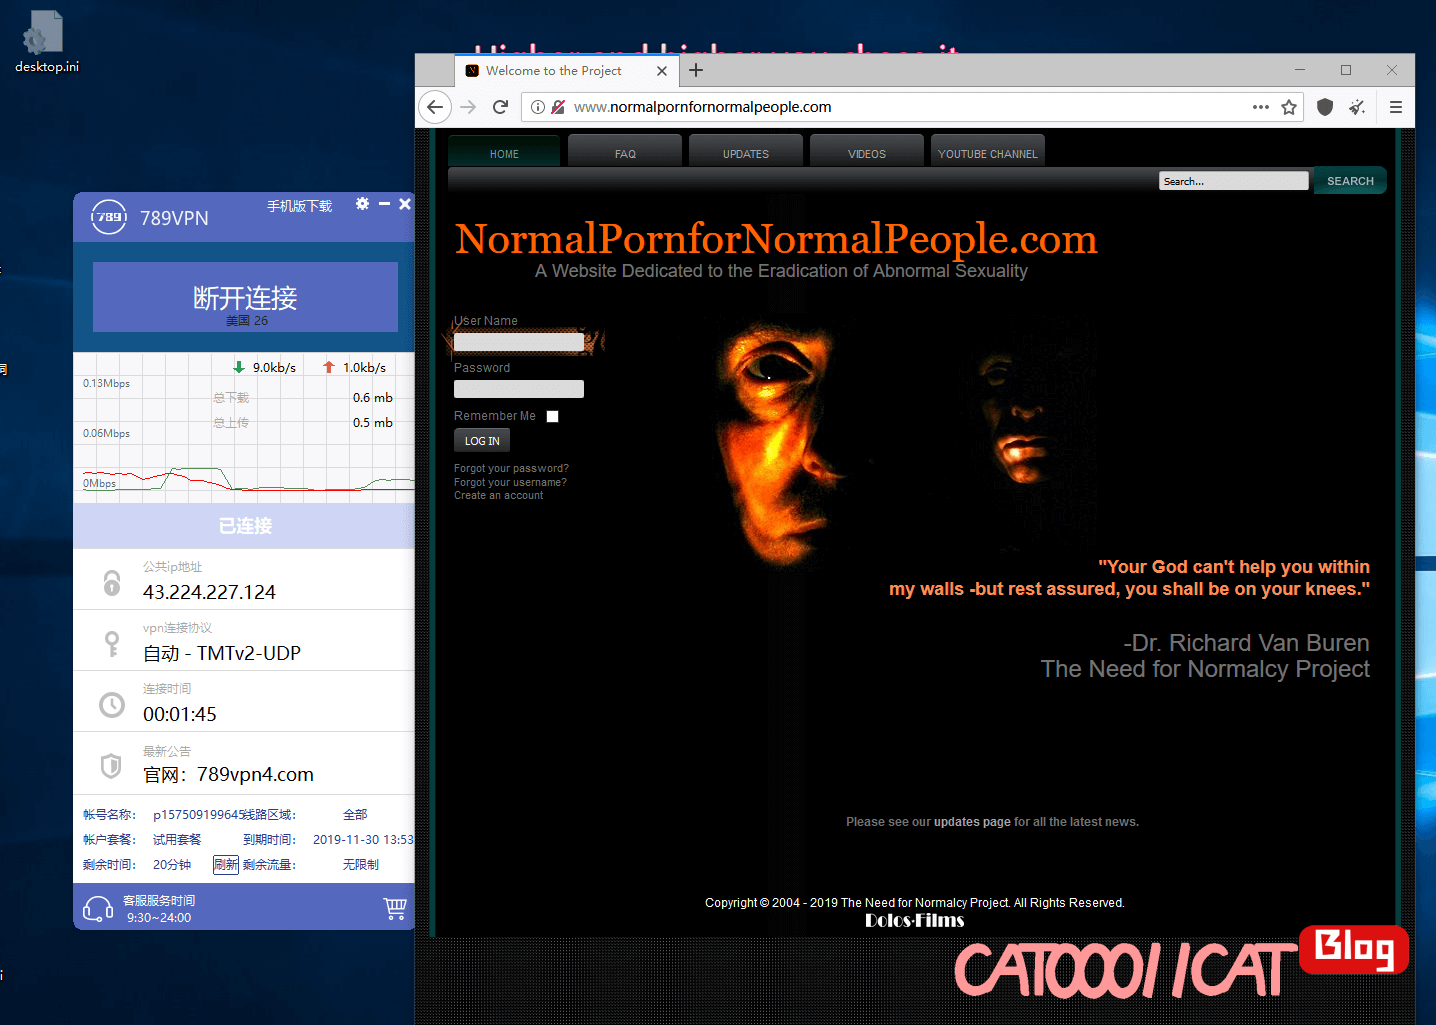 desktop.ini
Welcome to the Project
www.normalpornfornormalpeople.com
HOME
FAQ
UPDATES
VIDEOS
YOUTUBE CHANNEL
Search...
SEARCH
NormalPornforNormalPeople.com
A Website Dedicated to the Eradication of Abnormal Sexuality
User Name
Password
Remember Me
LOG IN
Forgot your password?
Forgot your username?
Create an account
"Your God can't help you within
my walls -but rest assured, you shall be on your knees."
-Dr. Richard Van Buren
The Need for Normalcy Project
Please see our updates page for all the latest news.
Copyright © 2004 - 2019 The Need for Normalcy Project. All Rights Reserved.
Dolos·Films
789
789VPN
手机版下载
断开连接
美国 26
9.0kb/s
1.0kb/s
0.13Mbps
总下载
0.6 mb
总上传
0.5 mb
0.06Mbps
0Mbps
已连接
公共ip地址
43.224.227.124
vpn连接协议
自动 - TMTv2-UDP
连接时间
00:01:45
最新公告
官网：789vpn4.com
帐号名称： p157509199645 线路区域： 全部
帐户套餐： 试用套餐 到期时间： 2019-11-30 13:53
剩余时间： 20分钟 刷新 剩余流量： 无限制
客服服务时间
9:30~24:00
CATOOO//CAT
Blog